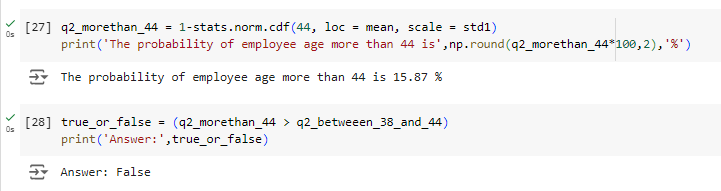 [27] q2_morethan_44 = 1-stats.norm.cdf(44, loc = mean, scale = std1)
0s
print('The probability of employee age more than 44 is',np.round(q2_morethan_44*100,2),'%')
The probability of employee age more than 44 is 15.87 %
[28] true_or_false = (q2_morethan_44 > q2_betweeen_38_and_44)
0s
print('Answer:',true_or_false)
Answer: False